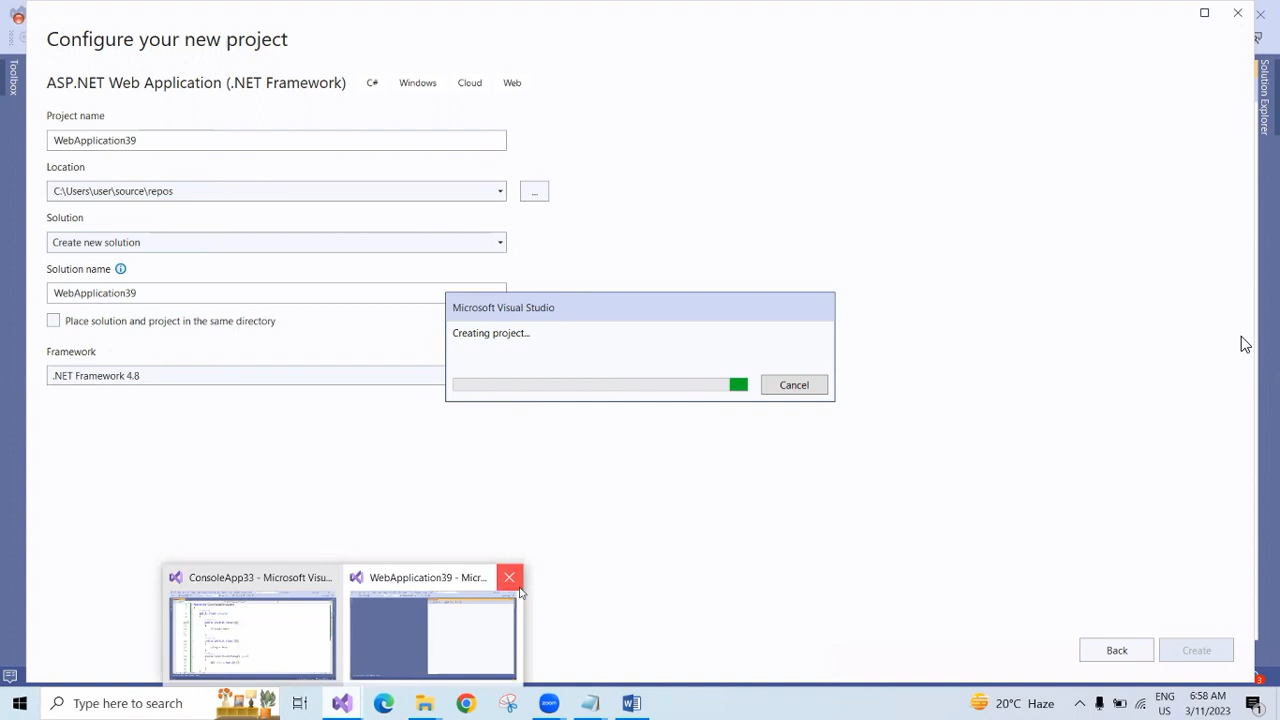 Configure your new project
ASP.NET Web Application (.NET Framework) C# Windows Cloud Web
Project name
WebApplication39
Location
C:\Users\user\source\repos
...
Solution
Create new solution
Solution name
WebApplication39
Place solution and project in the same directory
Framework
.NET Framework 4.8
Microsoft Visual Studio
Creating project...
Cancel
Toolbox
Solution Explorer
ConsoleApp33 - Microsoft Visu...
WebApplication39 - Micr...
Back
Create
Type here to search
zoom
20°C Haze
ENG
US
6:58 AM
3/11/2023
1